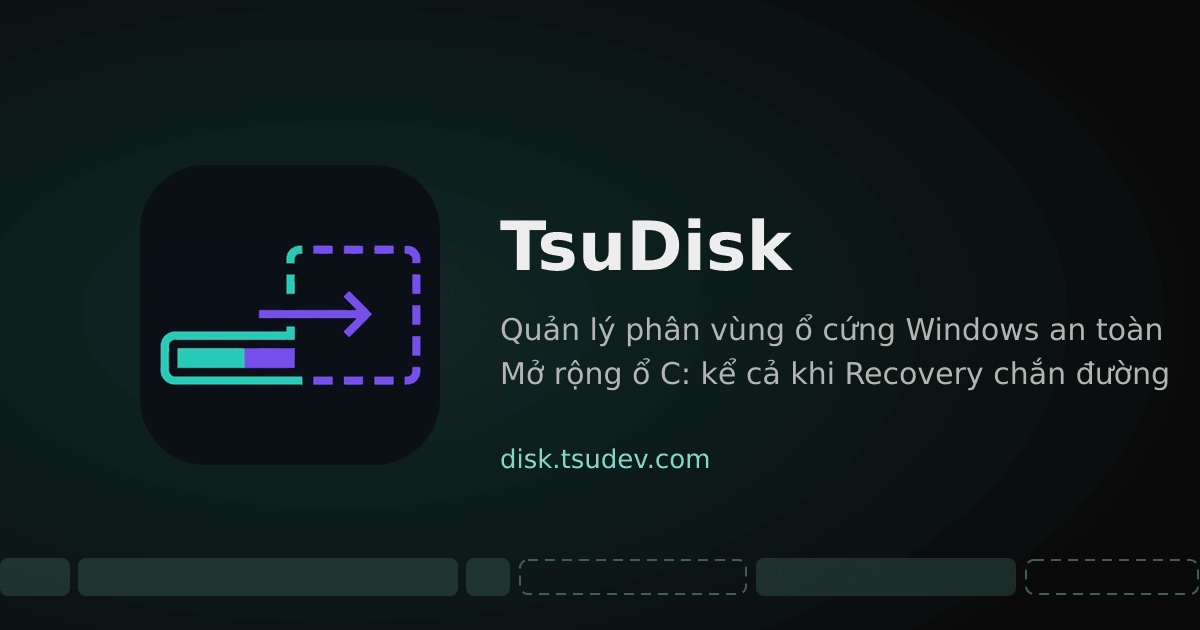 TsuDisk
Quản lý phân vùng ổ cứng Windows an toàn
Mở rộng ổ C: kể cả khi Recovery chắn đường
disk.tsudev.com